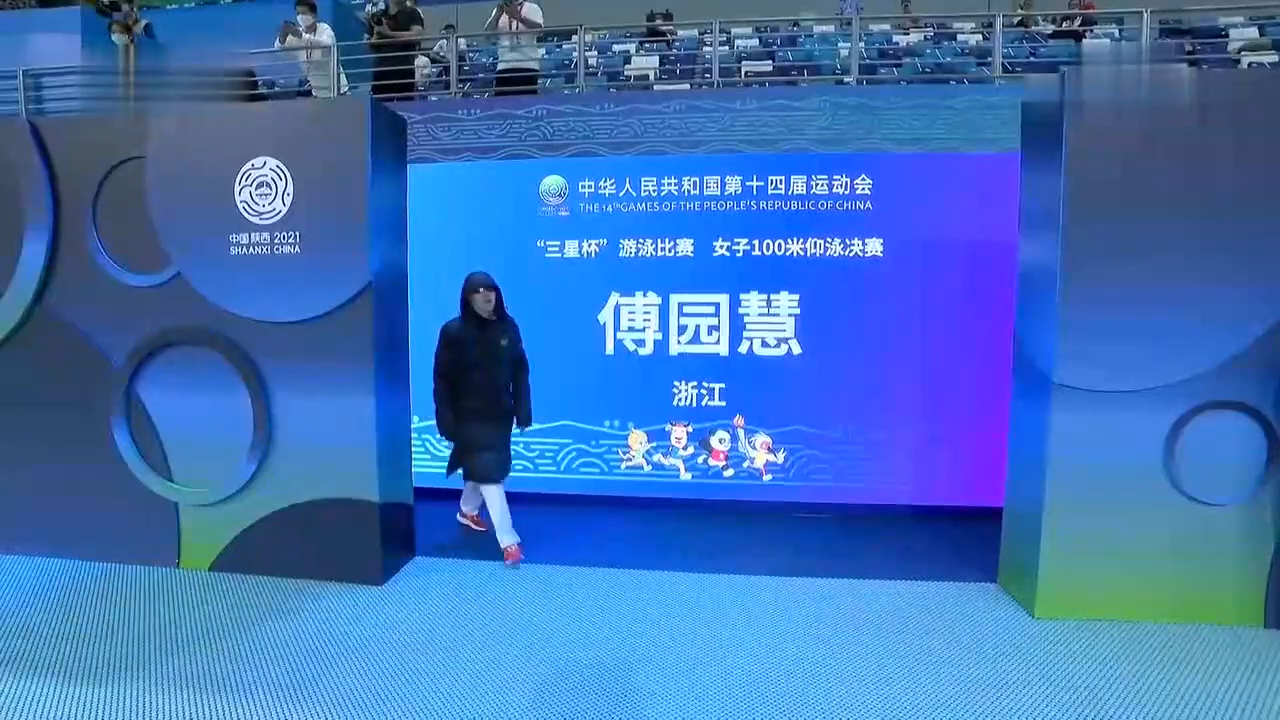 中国陕西 2021
SHAANXI CHINA
中华人民共和国第十四届运动会
THE 14TH GAMES OF THE PEOPLE'S REPUBLIC OF CHINA
“三星杯”游泳比赛 女子100米仰泳决赛
傅园慧
浙江